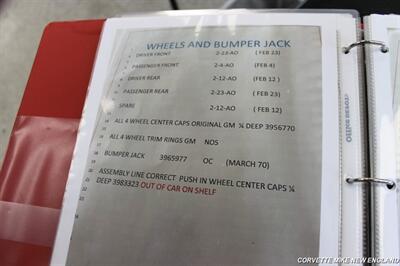 WHEELS AND BUMPER JACK
DRIVER FRONT 2-23-AO (FEB 23)
PASSENGER FRONT 2-4-AO (FEB 4)
DRIVER REAR 2-12-AO (FEB 12 )
PASSENGER REAR 2-23-AO ( FEB 23)
SPARE 2-12-AO ( FEB 12)
ALL 4 WHEEL CENTER CAPS ORIGINAL GM ¼ DEEP 3956770
ALL 4 WHEEL TRIM RINGS GM NOS
BUMPER JACK 3965977 OC (MARCH 70)
ASSEMBLY LINE CORRECT PUSH IN WHEEL CENTER CAPS ¼
DEEP 3983323 OUT OF CAR ON SHELF
CORVETTE MIKE NEW ENGLAND